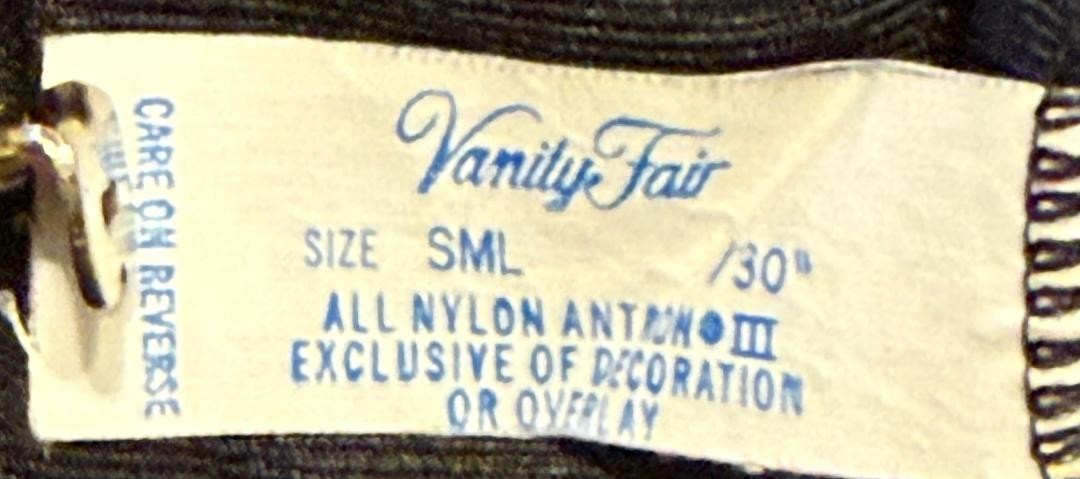 Vanity Fair
SIZE SML /30"
ALL NYLON ANTRON® III
EXCLUSIVE OF DECORATION
OR OVERLAY
CARE ON REVERSE